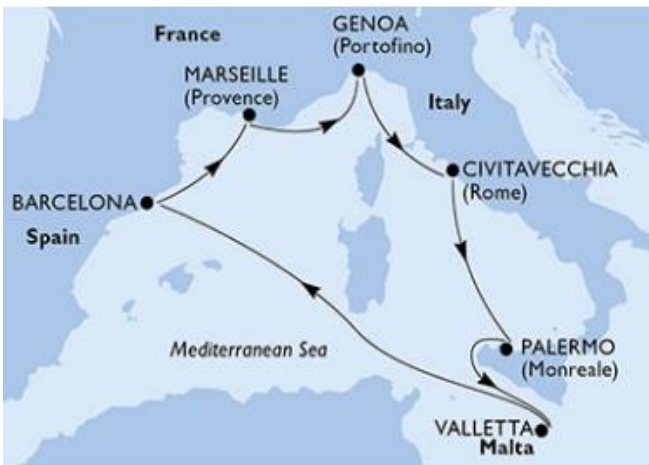 France
GENOA
(Portofino)
MARSEILLE
(Provence)
Italy
CIVITAVECCHIA
(Rome)
BARCELONA
Spain
Mediterranean Sea
PALERMO
(Monreale)
VALLETTA
Malta